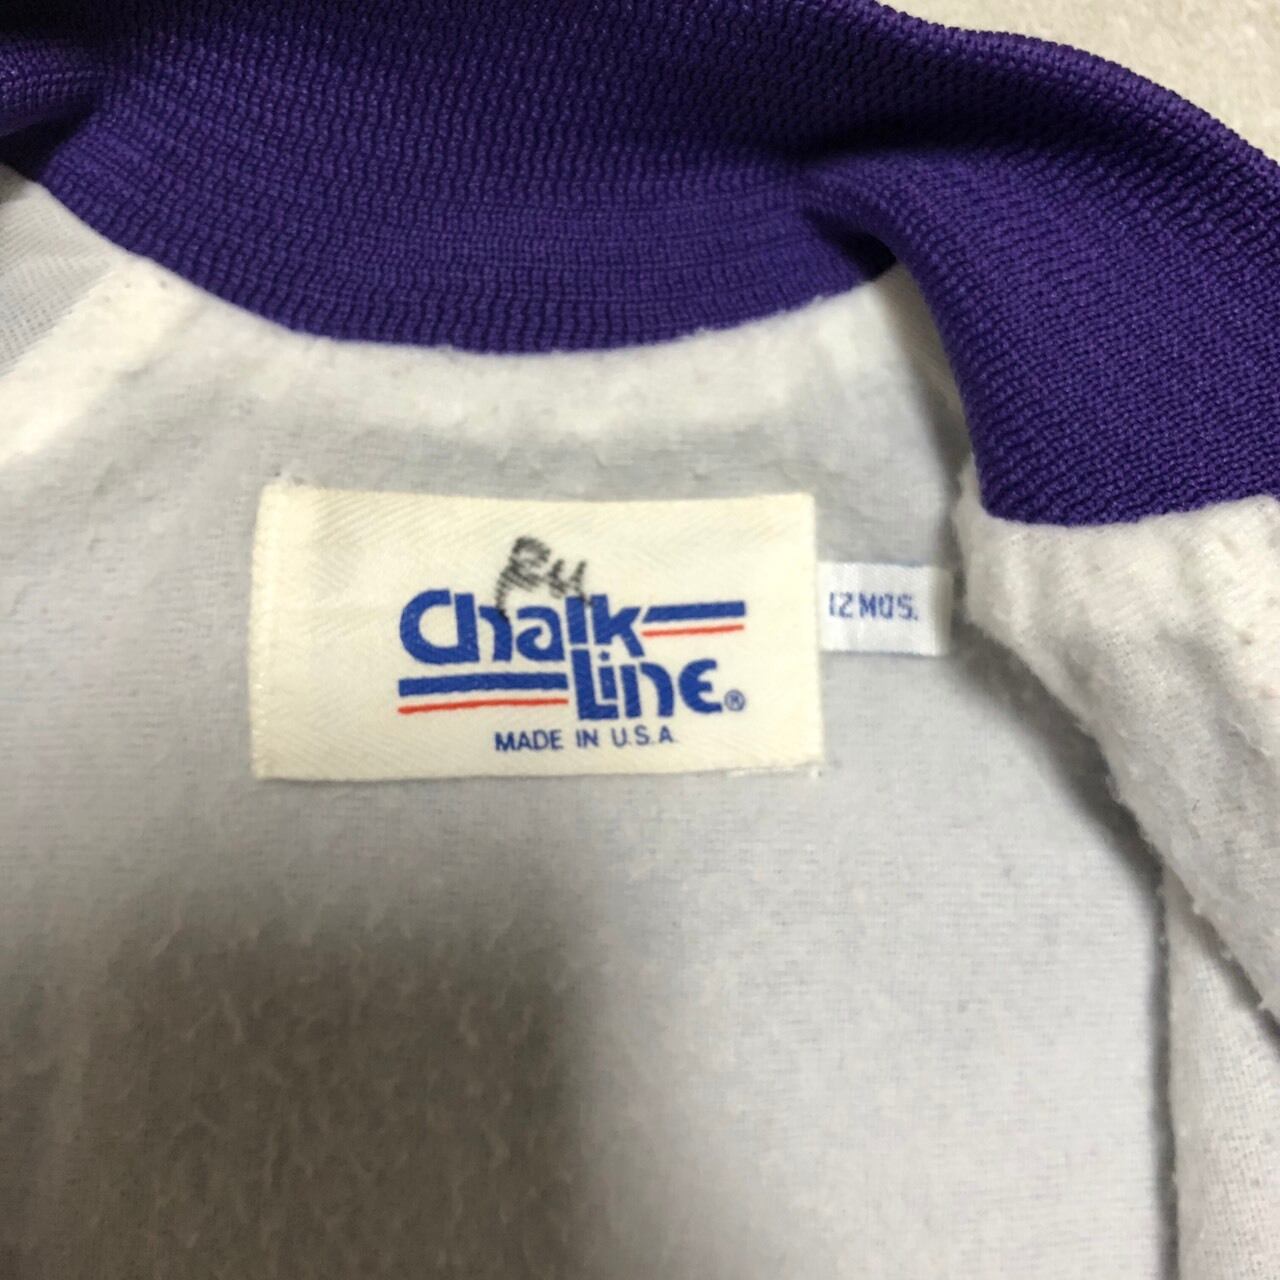 Chalk
Line®
MADE IN U.S.A.
12 MOS.